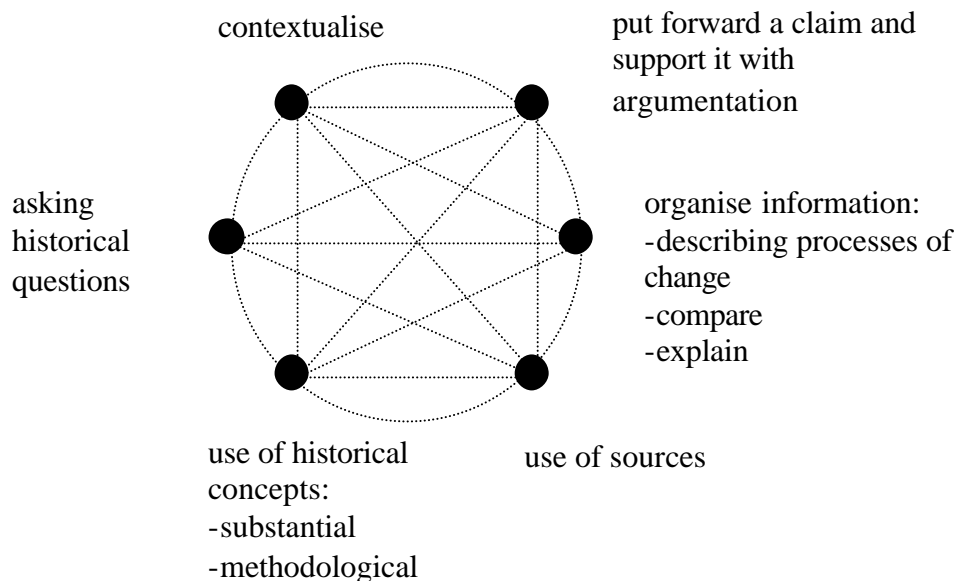 contextualise
put forward a claim and
support it with
argumentation
asking
historical
questions
organise information:
-describing processes of
change
-compare
-explain
use of historical
concepts:
-substantial
-methodological
use of sources